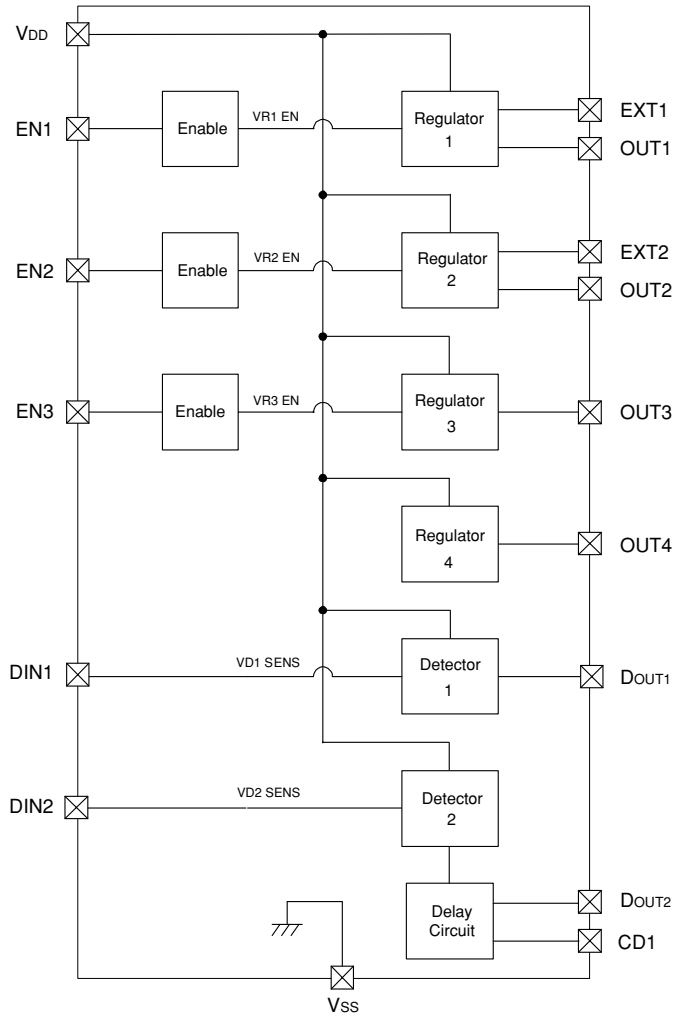 VDD
EN1
Enable
VR1 EN
Regulator
1
EXT1
OUT1
EN2
Enable
VR2 EN
Regulator
2
EXT2
OUT2
EN3
Enable
VR3 EN
Regulator
3
OUT3
Regulator
4
OUT4
DIN1
VD1 SENS
Detector
1
DOUT1
DIN2
VD2 SENS
Detector
2
Delay
Circuit
DOUT2
CD1
VSS